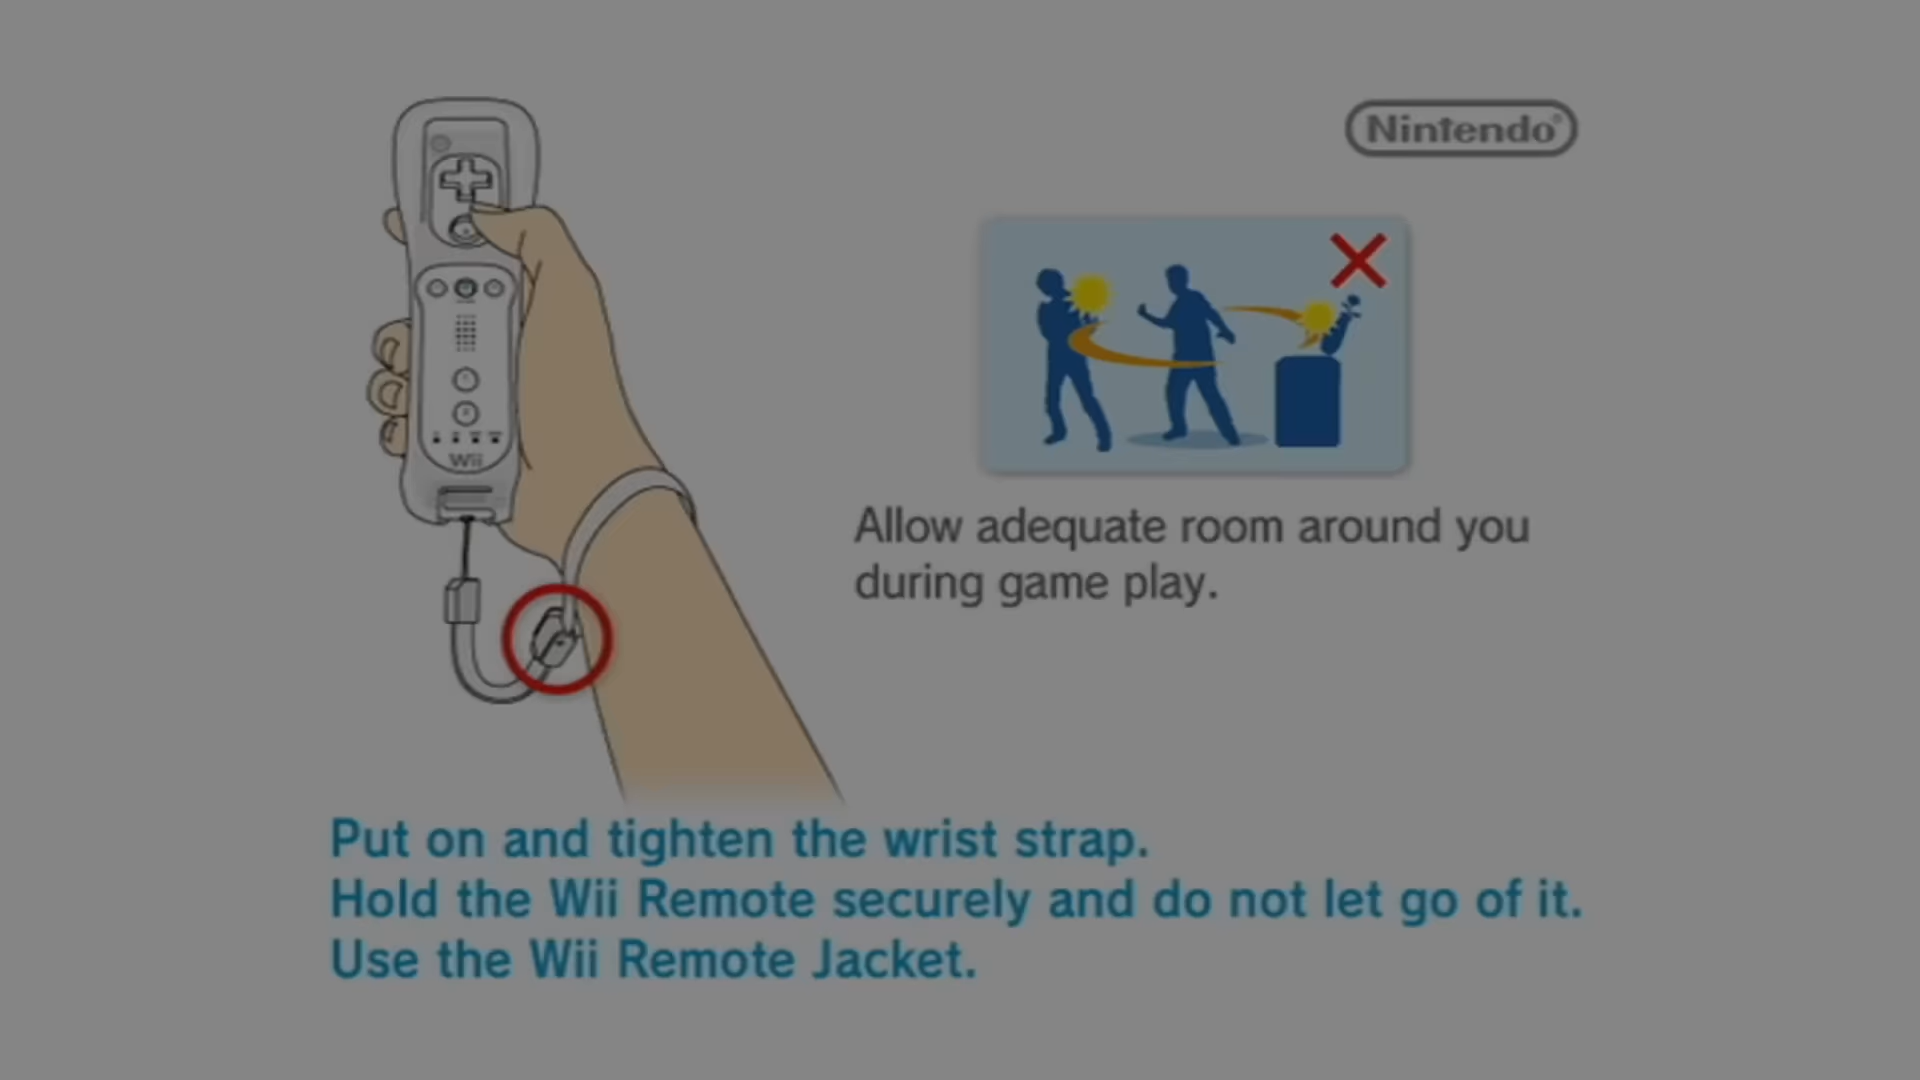 Nintendo®
Wii
Allow adequate room around you
during game play.
Put on and tighten the wrist strap.
Hold the Wii Remote securely and do not let go of it.
Use the Wii Remote Jacket.